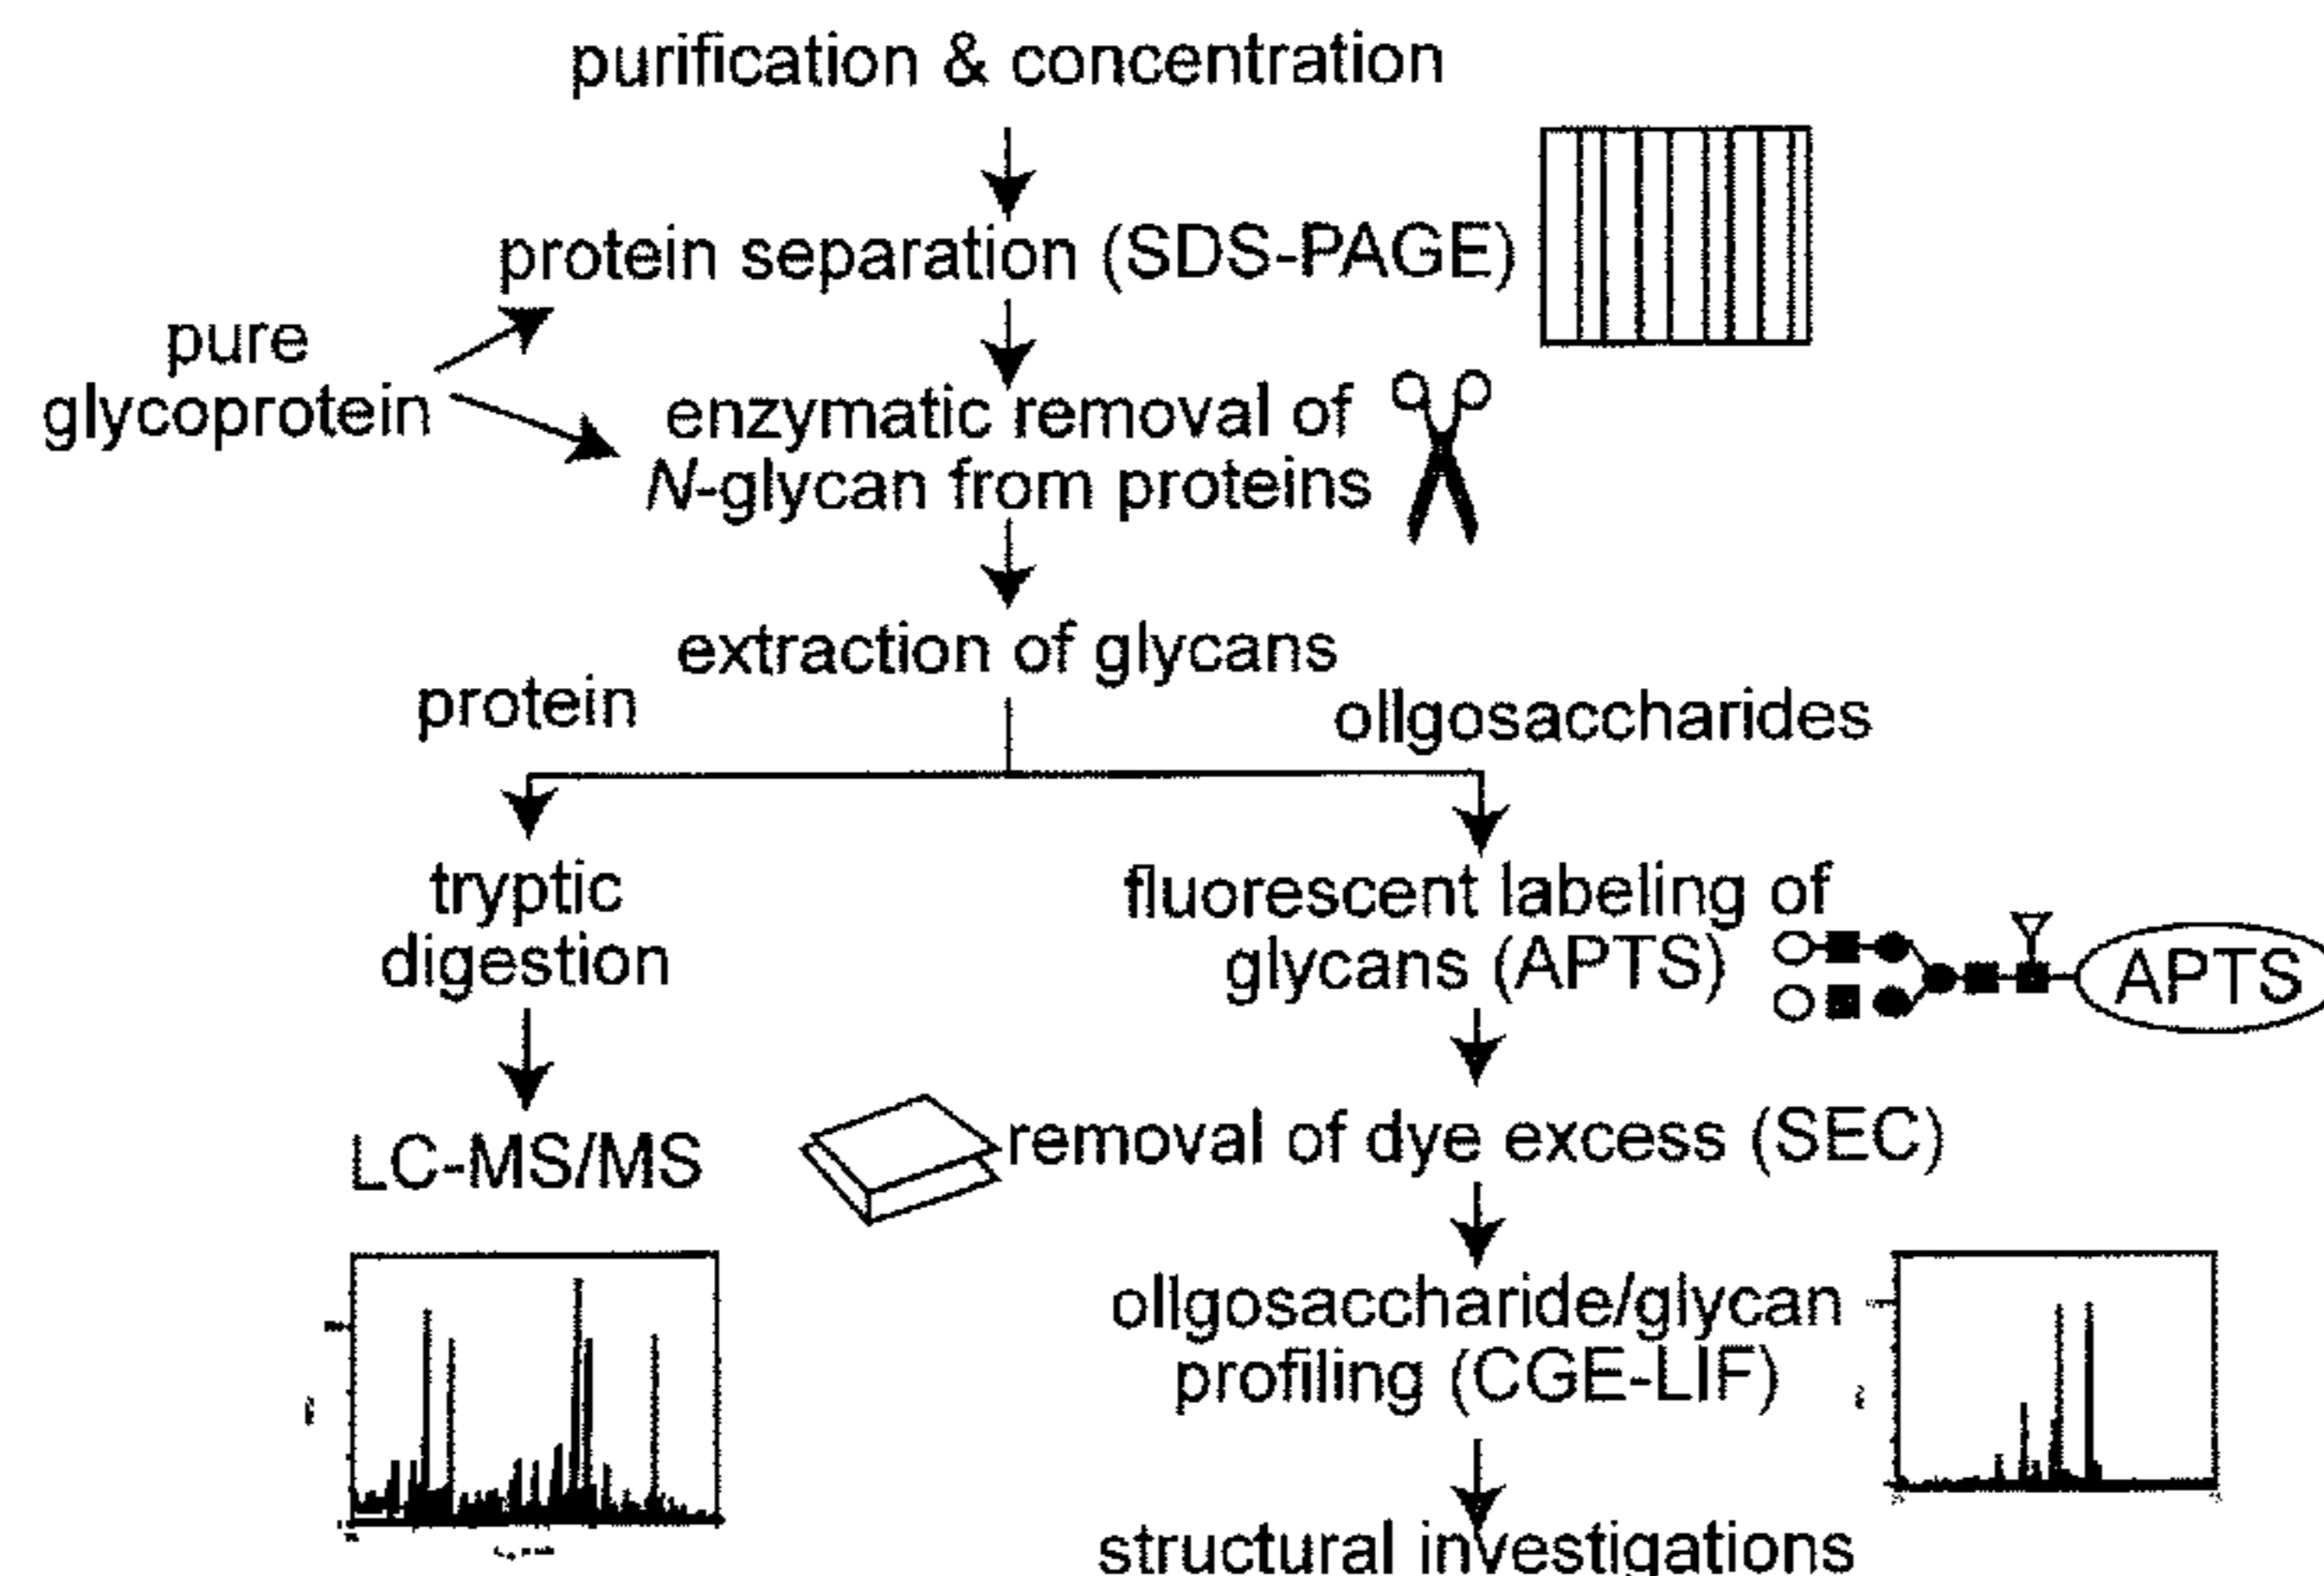 purification & concentration
protein separation (SDS-PAGE)
pure
glycoprotein
enzymatic removal of
N-glycan from proteins
extraction of glycans
protein
ollgosaccharides
tryptic
digestion
fluorescent labeling of
glycans (APTS)
APTS
LC-MS/MS
removal of dye excess (SEC)
ollgosaccharide/glycan
profiling (CGE-LIF)
structural investigations